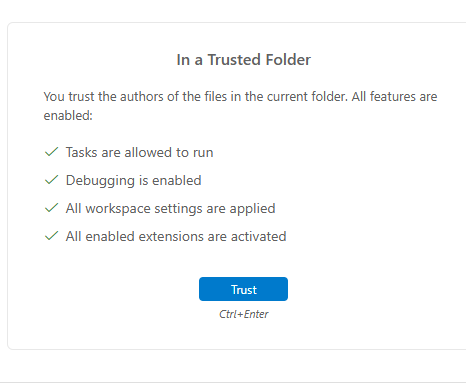 In a Trusted Folder
You trust the authors of the files in the current folder. All features are
enabled:
Tasks are allowed to run
Debugging is enabled
All workspace settings are applied
All enabled extensions are activated
Trust
Ctrl+Enter